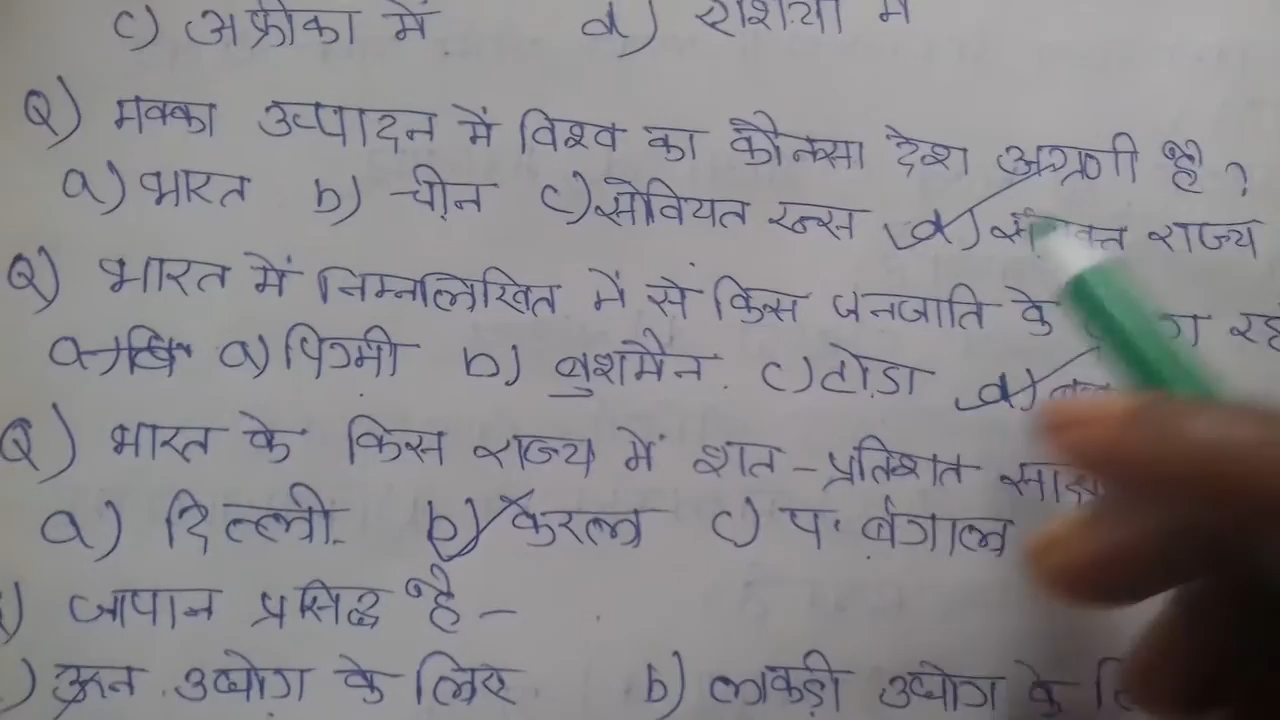 c) अफ्रीका में d) एशिया में
Q) मक्का उत्पादन में विश्व का कौनसा देश अग्रणी है?
a) भारत b) चीन c) सोवियत रूस d) संयुक्त राज्य
Q) भारत में निम्नलिखित में से किस जनजाति के
a) पिग्मी b) बुशमैन c) टोडा d)
Q) भारत के किस राज्य में शत-प्रतिशत
a) दिल्ली b) केरल c) प. बंगाल
) जापान प्रसिद्ध है -
) ऊन उद्योग के लिए b) लकड़ी उद्योग के